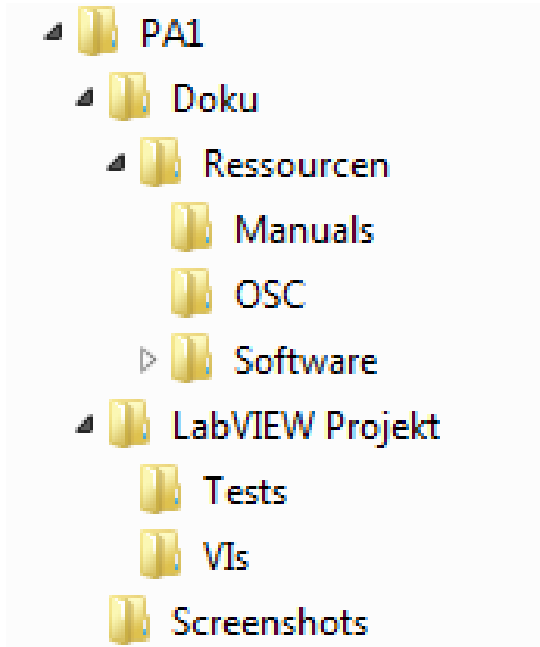 PA1
Doku
Ressourcen
Manuals
OSC
Software
LabVIEW Projekt
Tests
VIs
Screenshots